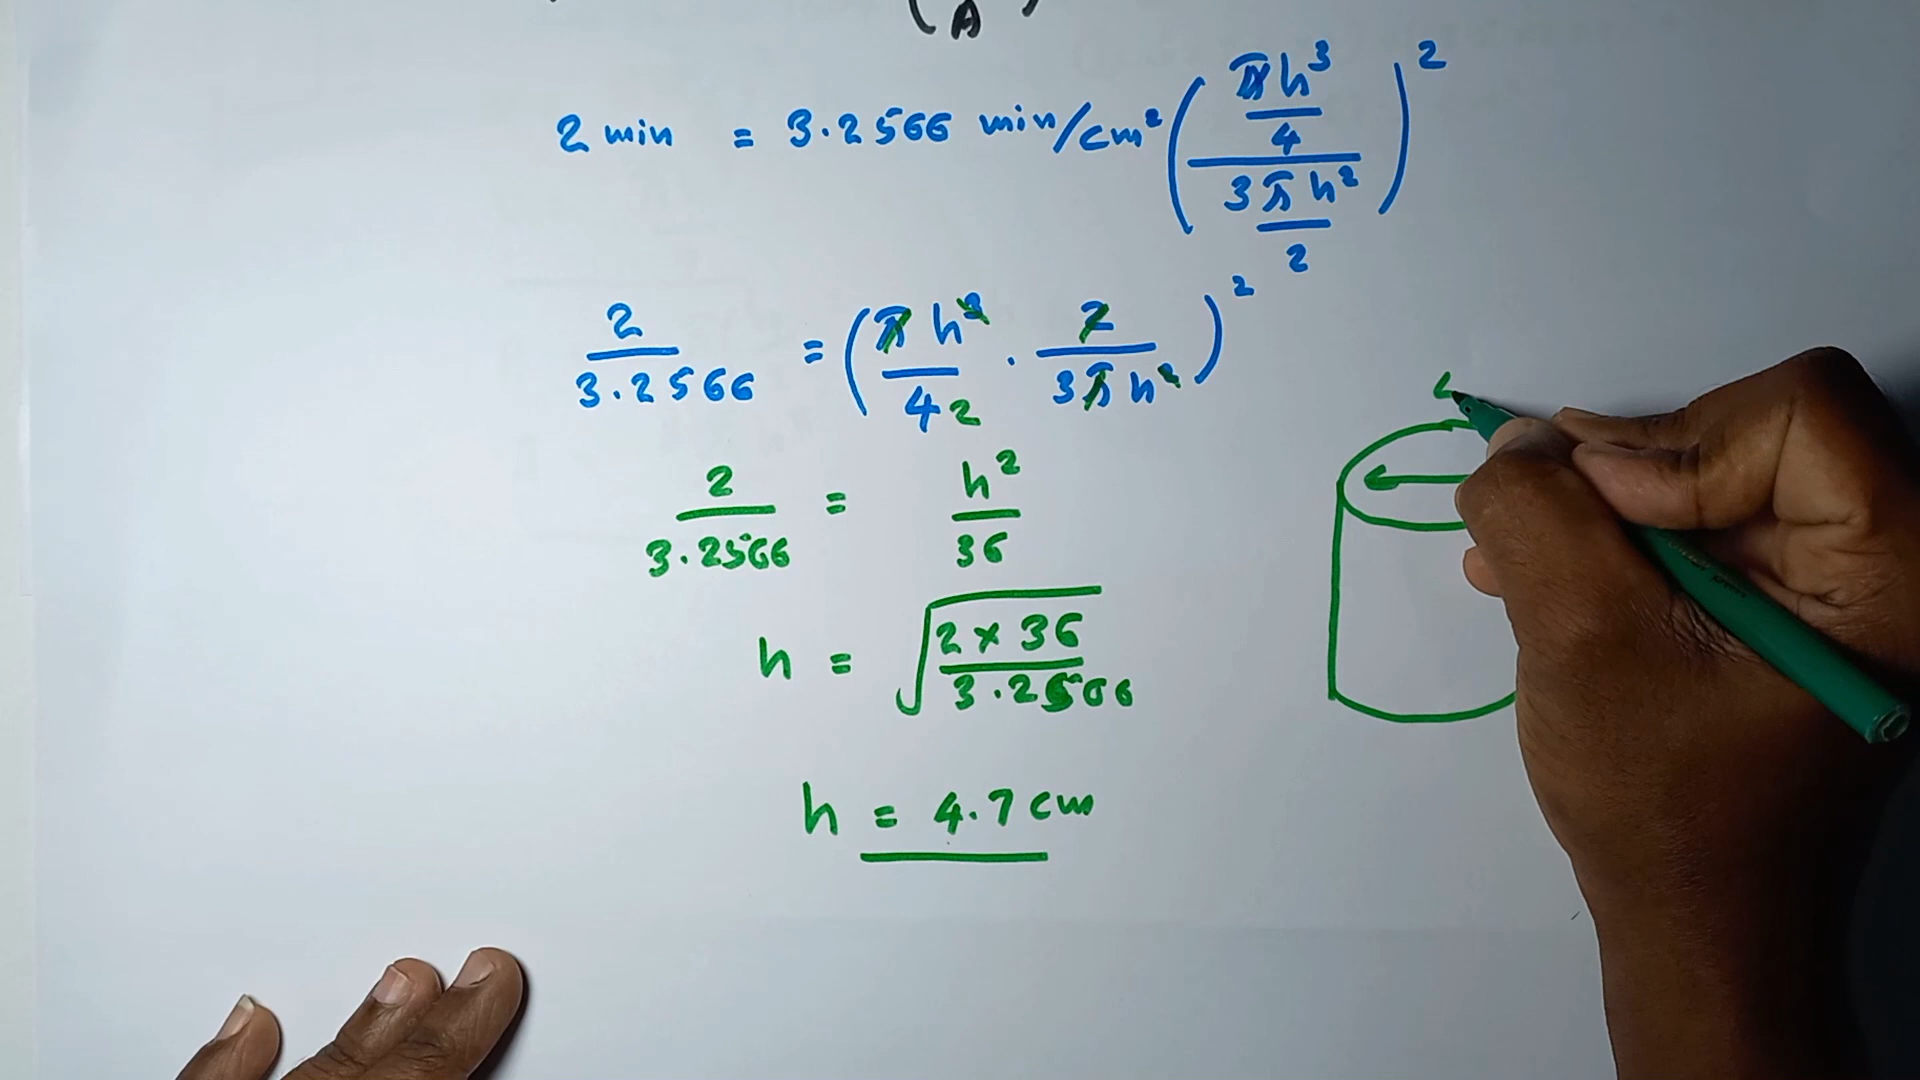 (A)
2 min = 3.2566 min/cm² ((πh³/4)/(3πh²/2))²
2/3.2566 = (πh³/42 · 2/3πh²)²
2/3.2566 = h²/36
h = √(2 × 36/3.2566)
h = 4.7 cm